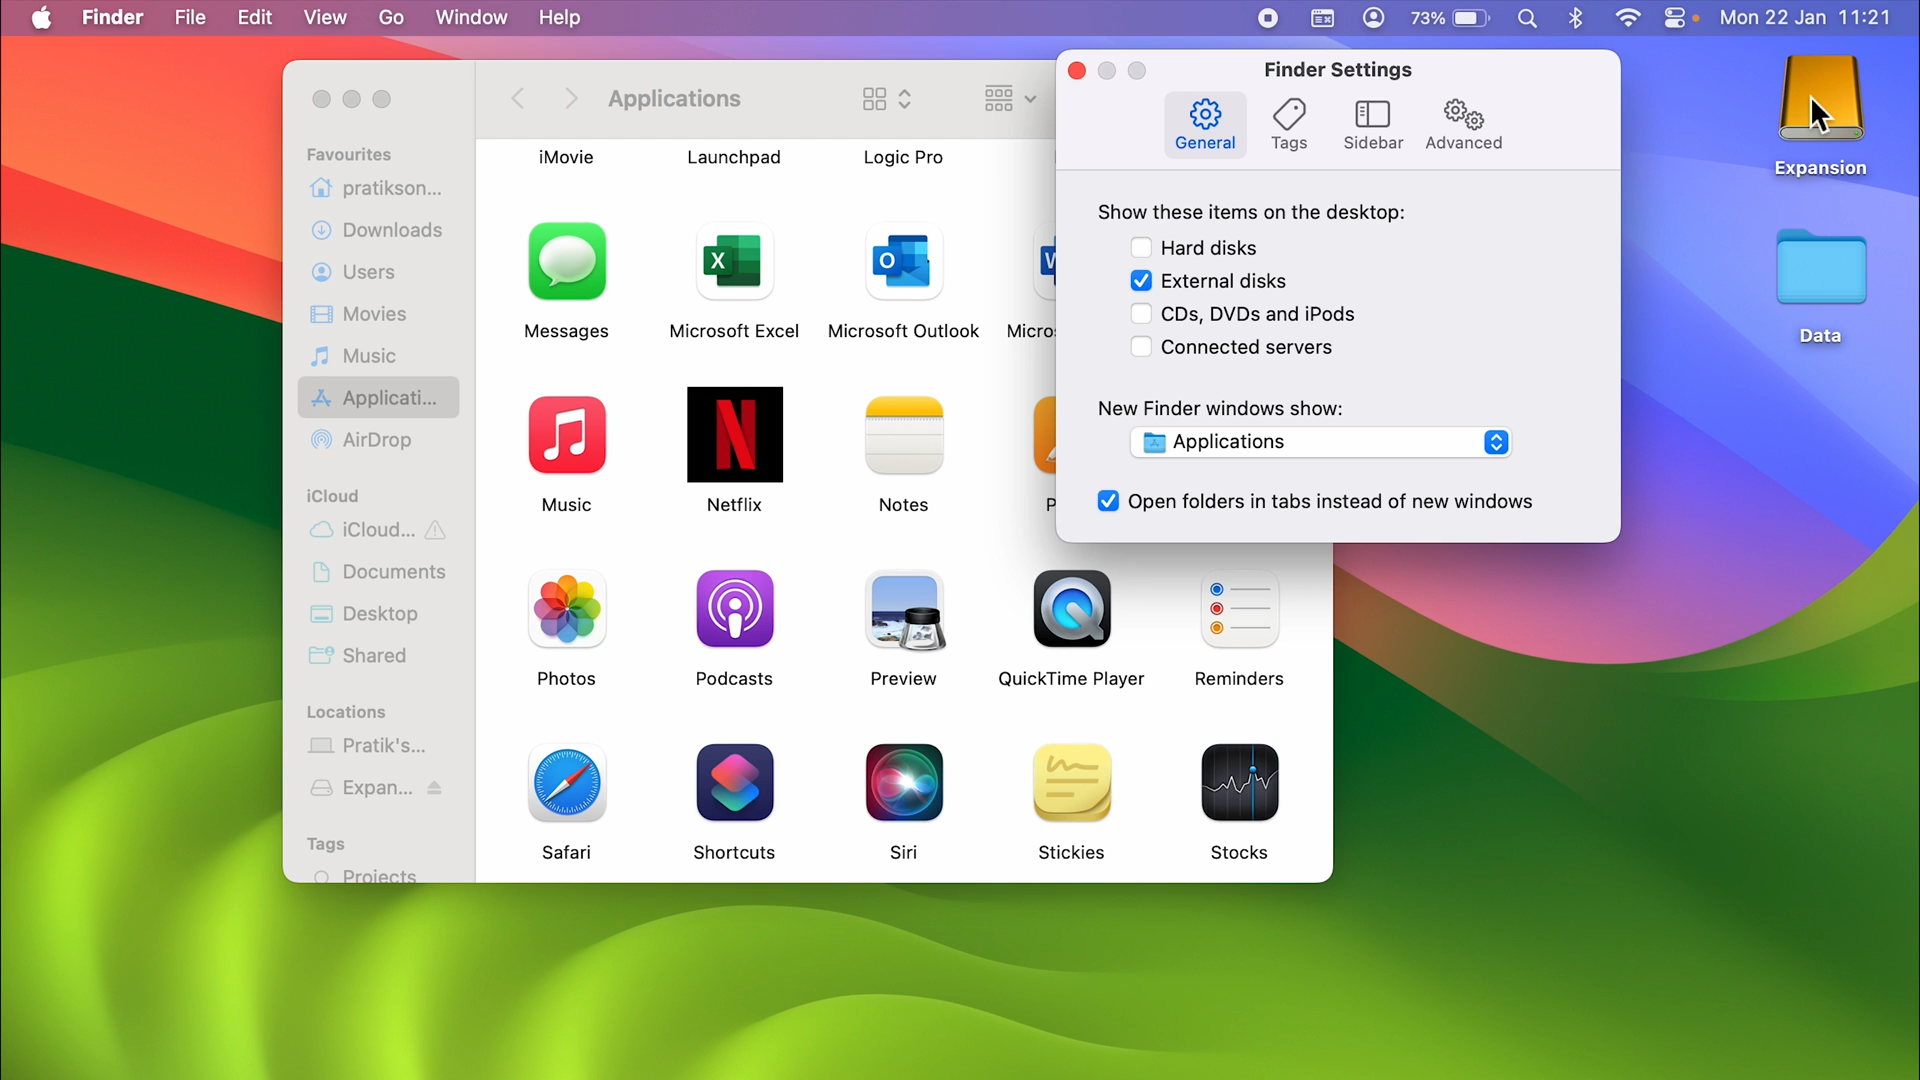 Finder File Edit View Go Window Help 73% Mon 22 Jan 11:21
Applications
Favourites
pratikson...
Downloads
Users
Movies
Music
Applicati...
AirDrop
iCloud
iCloud...
Documents
Desktop
Shared
Locations
Pratik's...
Expan...
Tags
Projects
iMovie Launchpad Logic Pro
Messages Microsoft Excel Microsoft Outlook Micros
Music Netflix Notes P
Photos Podcasts Preview QuickTime Player Reminders
Safari Shortcuts Siri Stickies Stocks
Finder Settings
General Tags Sidebar Advanced
Show these items on the desktop:
Hard disks
External disks
CDs, DVDs and iPods
Connected servers
New Finder windows show:
Applications
Open folders in tabs instead of new windows
Expansion
Data